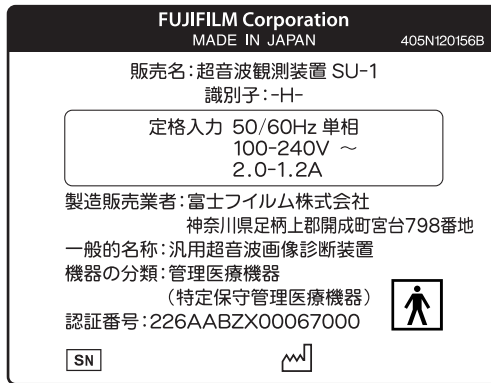 FUJIFILM Corporation
MADE IN JAPAN 405N120156B
販売名:超音波観測装置 SU-1
識別子:-H-
定格入力 50/60Hz 単相
100-240V ～
2.0-1.2A
製造販売業者:富士フイルム株式会社
神奈川県足柄上郡開成町宮台798番地
一般的名称:汎用超音波画像診断装置
機器の分類:管理医療機器
（特定保守管理医療機器）
認証番号:226AABZX00067000
SN